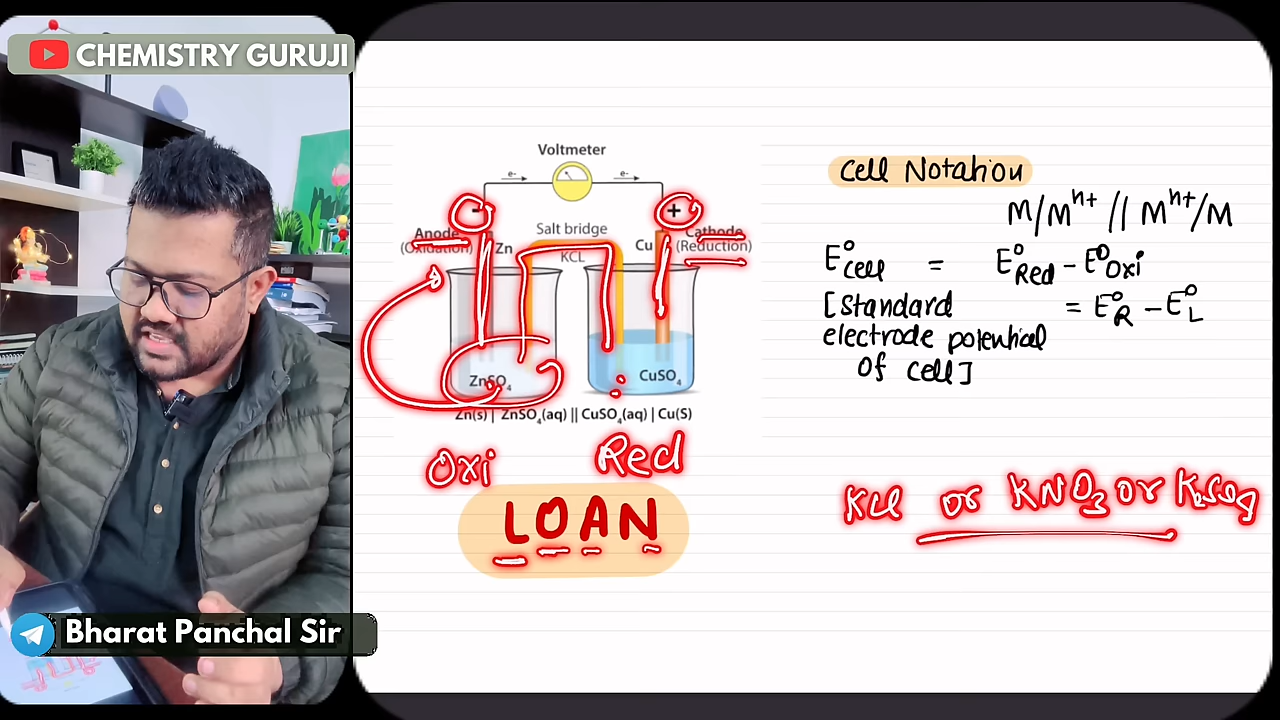 CHEMISTRY GURUJI
Voltmeter
e-
e-
-
+
Anode
(Oxidation)
Zn
Salt bridge
KCL
Cu
Cathode
(Reduction)
ZnSO₄
CuSO₄
Zn(s) | ZnSO₄(aq) || CuSO₄(aq) | Cu(S)
Oxi
Red
LOAN
Cell Notation
M/Mⁿ⁺ // Mⁿ⁺/M
E°cell = E°Red - E°Oxi
[Standard = E°R - E°L
electrode potential
of cell]
KCl or KNO₃ or K₂SO₄
Bharat Panchal Sir